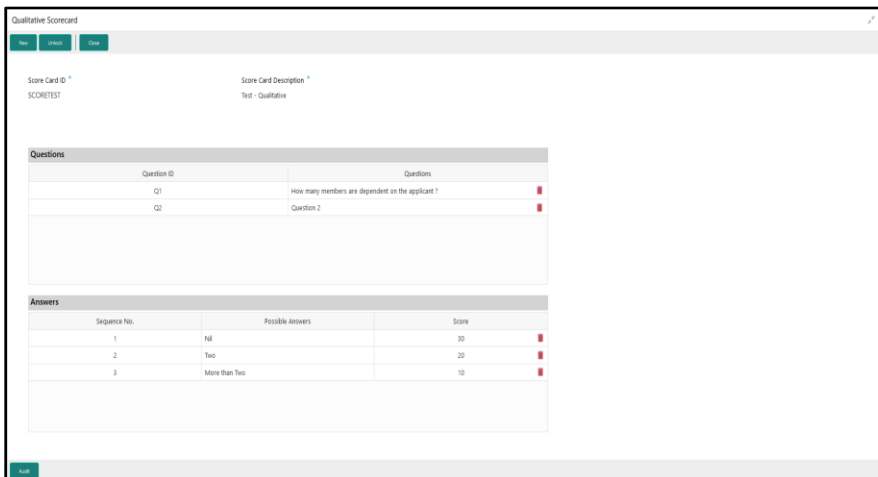 Qualitative Scorecard
New Unlock Close
Score Card ID * Score Card Description *
SCORETEST Test - Qualitative
Questions
Question ID Questions
Q1 How many members are dependent on the applicant ?
Q2 Question 2
Answers
Sequence No. Possible Answers Score
1 Nil 30
2 Two 20
3 More than Two 10
Audit